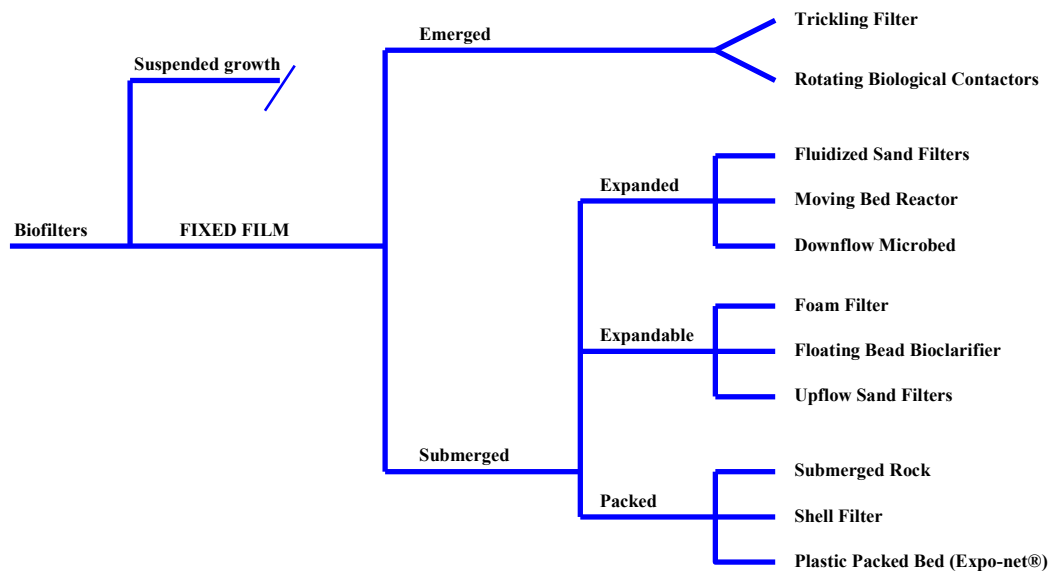 Trickling Filter
Emerged
Suspended growth
Rotating Biological Contactors
Fluidized Sand Filters
Expanded
Moving Bed Reactor
Biofilters
FIXED FILM
Downflow Microbed
Foam Filter
Expandable
Floating Bead Bioclarifier
Upflow Sand Filters
Submerged
Submerged Rock
Packed
Shell Filter
Plastic Packed Bed (Expo-net®)